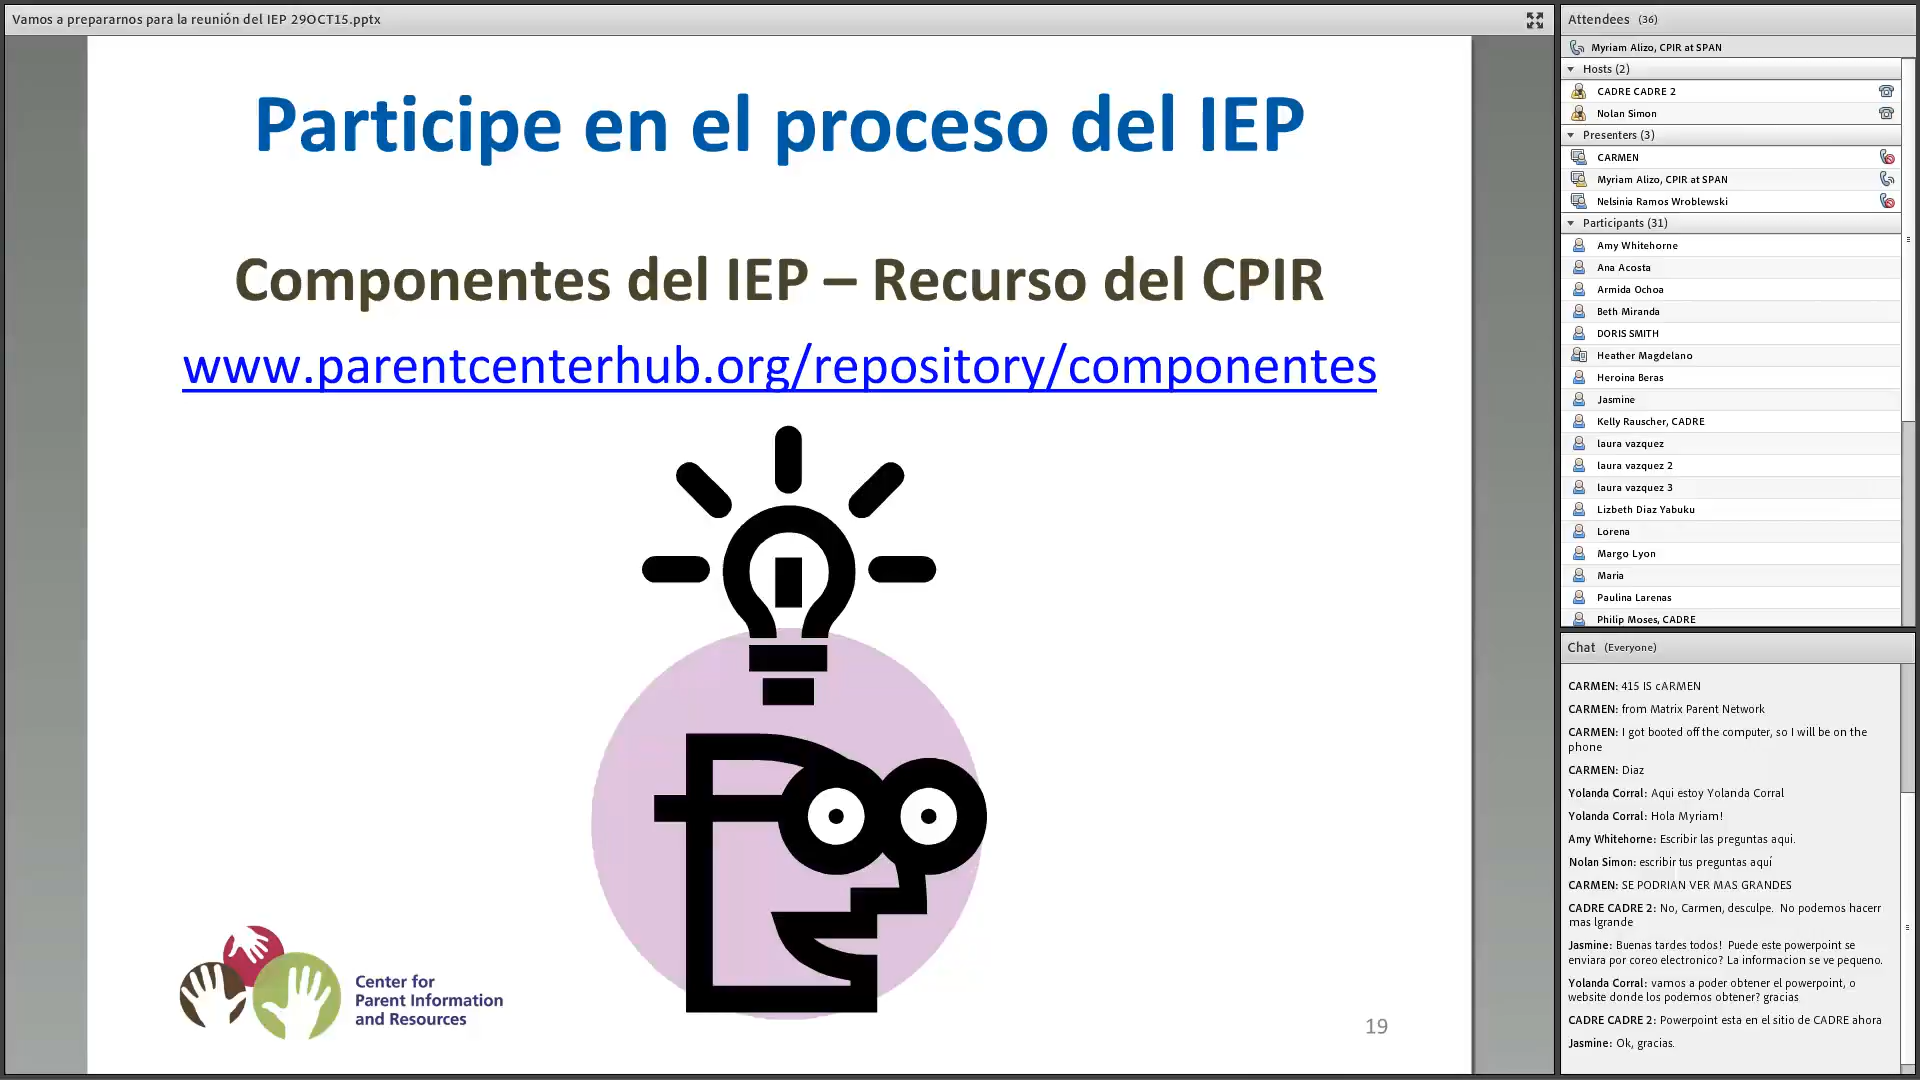 Vamos a prepararnos para la reunión del IEP 29OCT15.pptx
Participe en el proceso del IEP
Componentes del IEP – Recurso del CPIR
www.parentcenterhub.org/repository/componentes
Center for
Parent Information
and Resources
19
Attendees (36)
Myriam Alizo, CPIR at SPAN
Hosts (2)
CADRE CADRE 2
Nolan Simon
Presenters (3)
CARMEN
Myriam Alizo, CPIR at SPAN
Nelsinia Ramos Wroblewski
Participants (31)
Amy Whitehorne
Ana Acosta
Armida Ochoa
Beth Miranda
DORIS SMITH
Heather Magdelano
Heroina Beras
Jasmine
Kelly Rauscher, CADRE
laura vazquez
laura vazquez 2
laura vazquez 3
Lizbeth Diaz Yabuku
Lorena
Margo Lyon
Maria
Paulina Larenas
Philip Moses, CADRE
Chat (Everyone)
CARMEN: 415 IS cARMEN
CARMEN: from Matrix Parent Network
CARMEN: I got booted off the computer, so I will be on the
phone
CARMEN: Diaz
Yolanda Corral: Aqui estoy Yolanda Corral
Yolanda Corral: Hola Myriam!
Amy Whitehorne: Escribir las preguntas aqui.
Nolan Simon: escribir tus preguntas aquí
CARMEN: SE PODRIAN VER MAS GRANDES
CADRE CADRE 2: No, Carmen, desculpe. No podemos hacerr
mas lgrande
Jasmine: Buenas tardes todos! Puede este powerpoint se
enviara por coreo electronico? La informacion se ve pequeno.
Yolanda Corral: vamos a poder obtener el powerpoint, o
website donde los podemos obtener? gracias
CADRE CADRE 2: Powerpoint esta en el sitio de CADRE ahora
Jasmine: Ok, gracias.